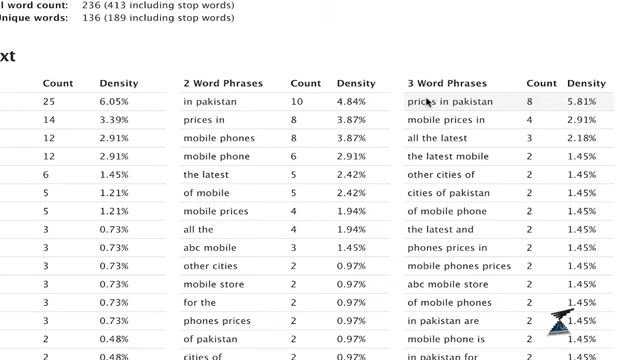 l word count: 236 (413 including stop words)
nique words: 136 (189 including stop words)
xt
Count Density 2 Word Phrases Count Density 3 Word Phrases Count Density
25 6.05% in pakistan 10 4.84% prices in pakistan 8 5.81%
14 3.39% prices in 8 3.87% mobile prices in 4 2.91%
12 2.91% mobile phones 8 3.87% all the latest 3 2.18%
12 2.91% mobile phone 6 2.91% the latest mobile 2 1.45%
6 1.45% the latest 5 2.42% other cities of 2 1.45%
5 1.21% of mobile 5 2.42% cities of pakistan 2 1.45%
5 1.21% mobile prices 4 1.94% of mobile phone 2 1.45%
3 0.73% all the 4 1.94% the latest and 2 1.45%
3 0.73% abc mobile 3 1.45% phones prices in 2 1.45%
3 0.73% other cities 2 0.97% mobile phones prices 2 1.45%
3 0.73% mobile store 2 0.97% abc mobile store 2 1.45%
3 0.73% for the 2 0.97% of mobile phones 2 1.45%
3 0.73% phones prices 2 0.97% in pakistan are 2 1.45%
2 0.48% of pakistan 2 0.97% mobile phone is 2 1.45%
2 0.48% cities of 2 0.97% in pakistan for 2 1.45%